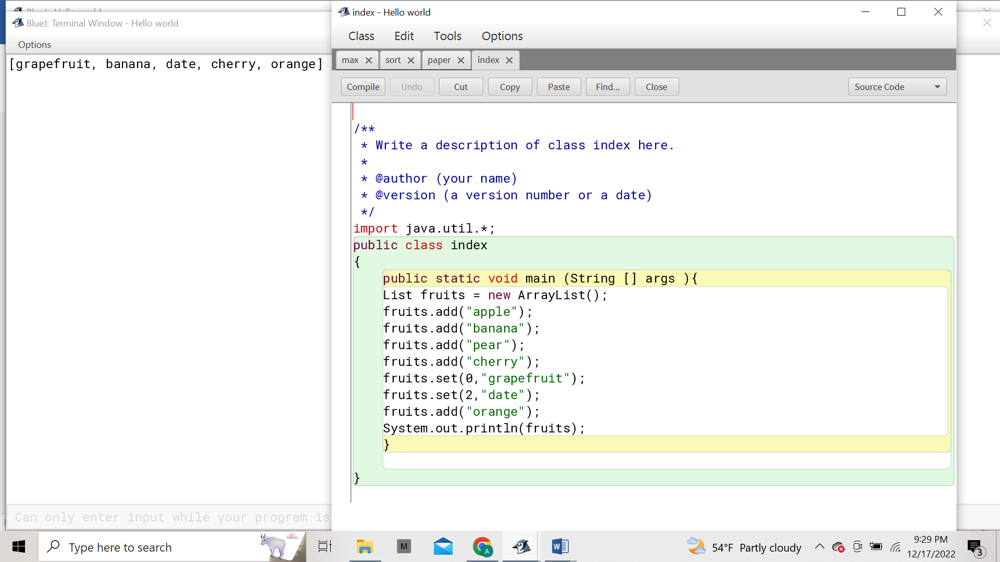 BlueJ: Terminal Window - Hello world
Options
[grapefruit, banana, date, cherry, orange]
Can only enter input while your program is
index - Hello world
Class Edit Tools Options
max sort paper index
Compile Undo Cut Copy Paste Find... Close Source Code
/**
 * Write a description of class index here.
 *
 * @author (your name)
 * @version (a version number or a date)
 */
import java.util.*;
public class index
{
    public static void main (String [] args ){
    List fruits = new ArrayList();
    fruits.add("apple");
    fruits.add("banana");
    fruits.add("pear");
    fruits.add("cherry");
    fruits.set(0,"grapefruit");
    fruits.set(2,"date");
    fruits.add("orange");
    System.out.println(fruits);
    }
}
Type here to search
M
A
W
54°F Partly cloudy
9:29 PM
12/17/2022
3